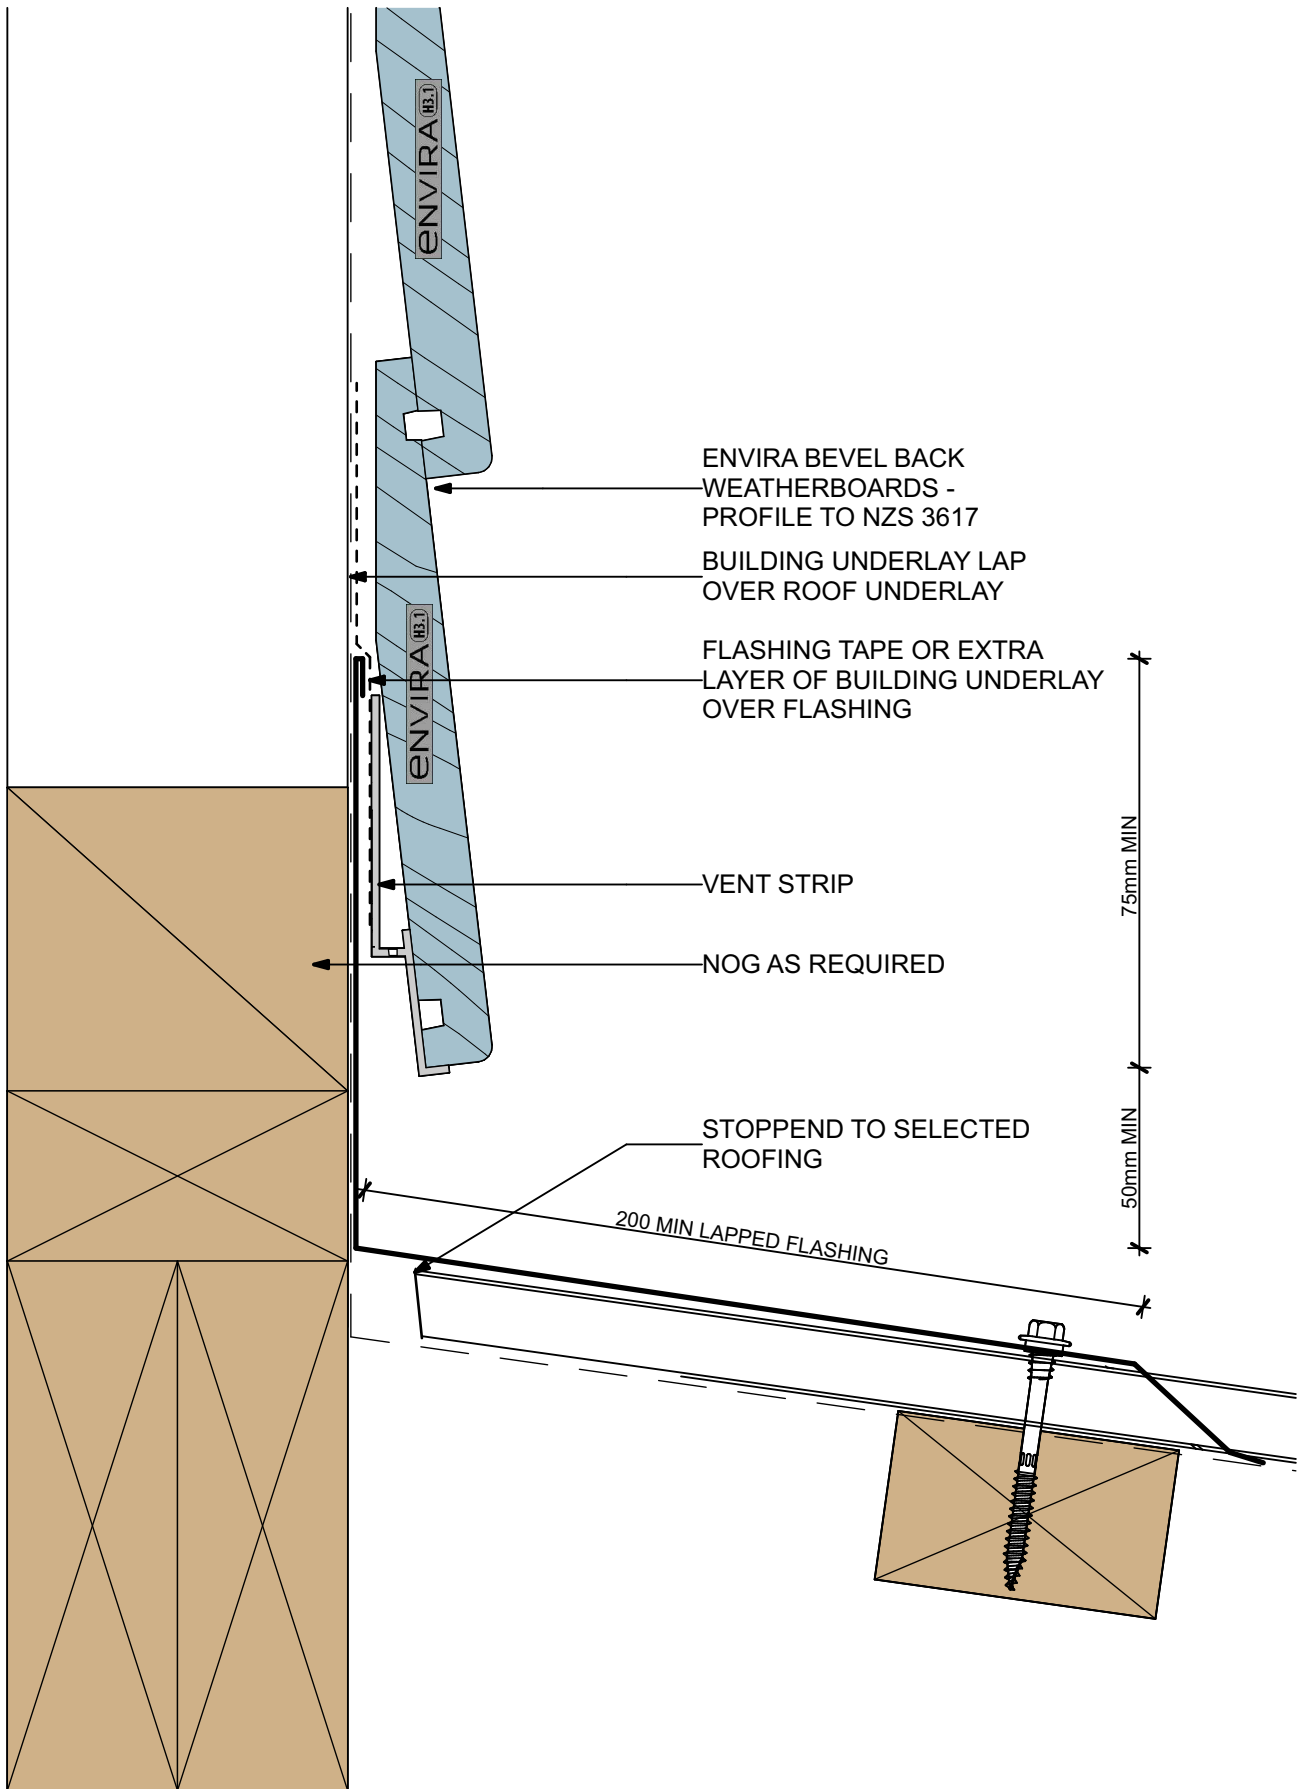 eNVIRA H3.1
ENVIRA BEVEL BACK
WEATHERBOARDS -
PROFILE TO NZS 3617
BUILDING UNDERLAY LAP
OVER ROOF UNDERLAY
FLASHING TAPE OR EXTRA
LAYER OF BUILDING UNDERLAY
OVER FLASHING
eNVIRA H3.1
75mm MIN
VENT STRIP
NOG AS REQUIRED
STOPPEND TO SELECTED
ROOFING
50mm MIN
200 MIN LAPPED FLASHING